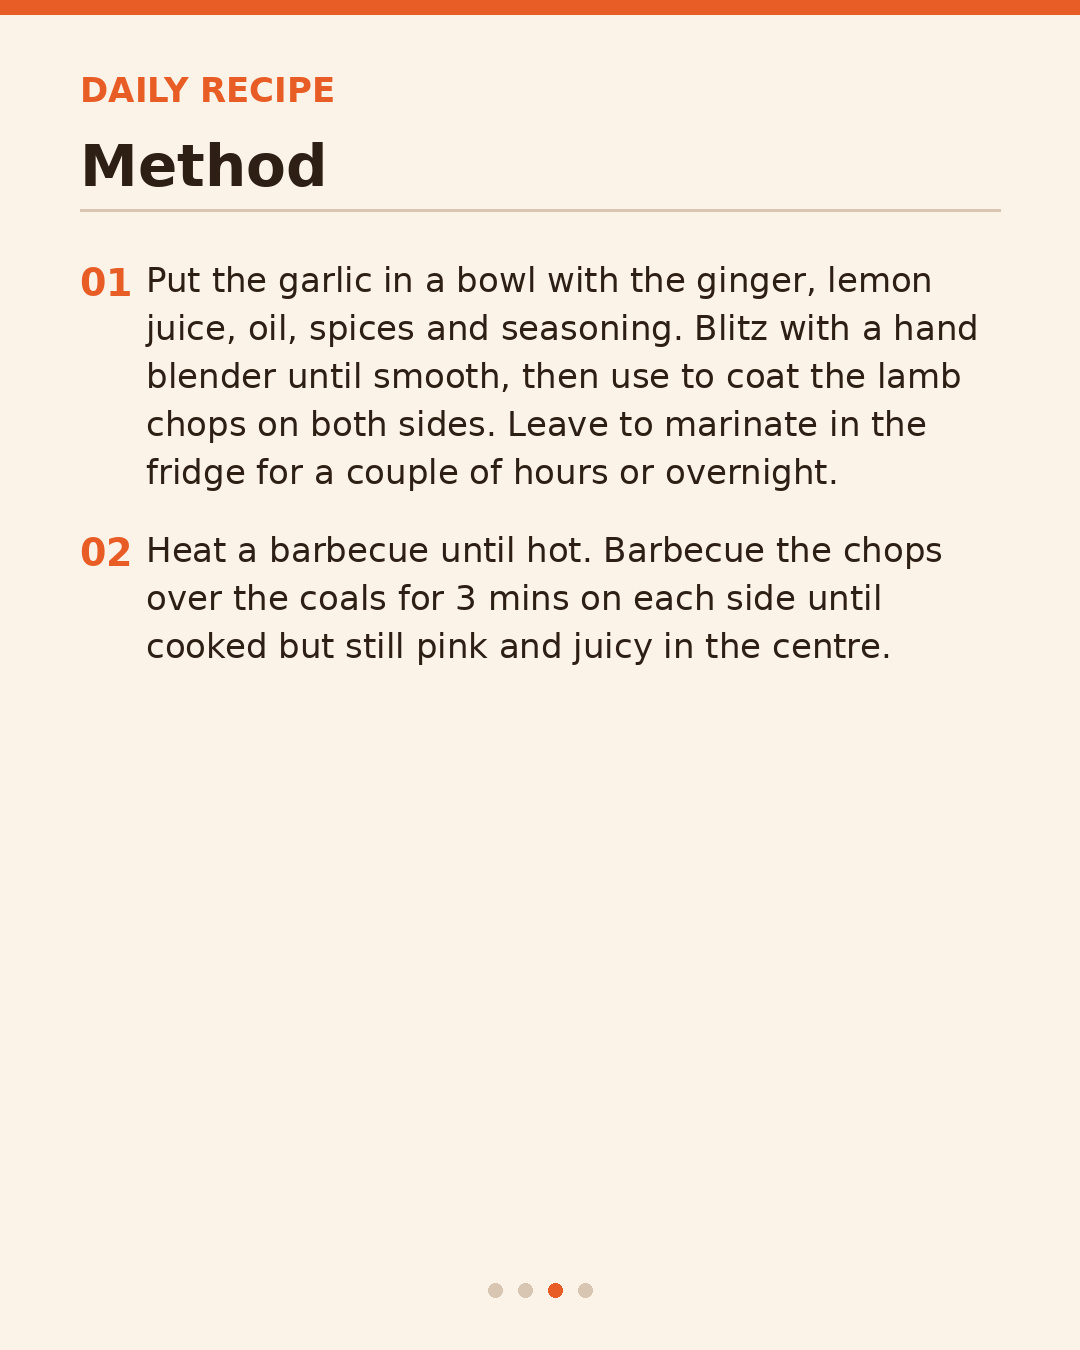 DAILY RECIPE
Method
01 Put the garlic in a bowl with the ginger, lemon
juice, oil, spices and seasoning. Blitz with a hand
blender until smooth, then use to coat the lamb
chops on both sides. Leave to marinate in the
fridge for a couple of hours or overnight.
02 Heat a barbecue until hot. Barbecue the chops
over the coals for 3 mins on each side until
cooked but still pink and juicy in the centre.